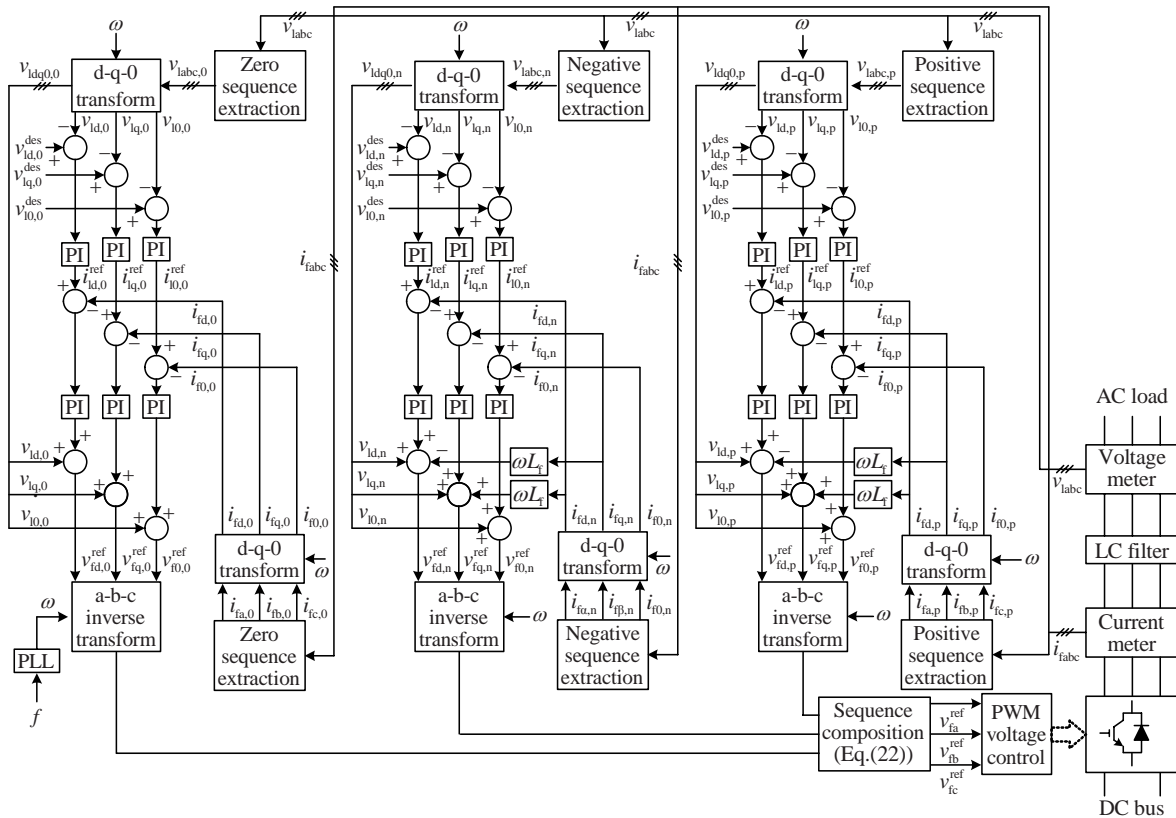 ω
v_labc
ω
v_labc
ω
v_labc
v_ldq0,0
d-q-0
transform
v_labc,0
Zero
sequence
extraction
v_ldq0,n
d-q-0
transform
v_labc,n
Negative
sequence
extraction
v_ldq0,p
d-q-0
transform
v_labc,p
Positive
sequence
extraction
− v_ld,0 v_lq,0 v_l0,0
− v_ld,n v_lq,n v_l0,n
− v_ld,p v_lq,p v_l0,p
v_ld,0^des + −
v_ld,n^des + −
v_ld,p^des + −
v_lq,0^des + −
v_lq,n^des + −
v_lq,p^des + −
v_l0,0^des +
v_l0,n^des +
v_l0,p^des +
PI PI PI
i_fabc
PI PI PI
i_fabc
PI PI PI
i_ld,0^ref i_lq,0^ref i_l0,0^ref
i_ld,n^ref i_lq,n^ref i_l0,n^ref
i_ld,p^ref i_lq,p^ref i_l0,p^ref
+ − i_fd,0
+ − i_fd,n
+ − i_fd,p
+ − i_fq,0
+ − i_fq,n
+ − i_fq,p
+ − i_f0,0
+ − i_f0,n
+ − i_f0,p
PI PI PI
PI PI PI
PI PI PI
AC load
v_ld,0 + +
v_ld,n + −
ωL_f
v_ld,p + −
ωL_f
Voltage
meter
v_labc
v_lq,0 + +
v_lq,n + + +
ωL_f
v_lq,p + + +
ωL_f
v_l0,0 + +
v_l0,n + +
v_l0,p + +
i_fd,0 i_fq,0 i_f0,0
i_fd,n i_fq,n i_f0,n
i_fd,p i_fq,p i_f0,p
LC filter
v_fd,0^ref v_fq,0^ref v_f0,0^ref
d-q-0
transform
ω
v_fd,n^ref v_fq,n^ref v_f0,n^ref
d-q-0
transform
ω
v_fd,p^ref v_fq,p^ref v_f0,p^ref
d-q-0
transform
ω
ω
a-b-c
inverse
transform
i_fa,0 i_fb,0 i_fc,0
a-b-c
inverse
transform
ω
i_fα,n i_fβ,n i_f0,n
a-b-c
inverse
transform
ω
i_fa,p i_fb,p i_fc,p
Current
meter
i_fabc
PLL
f
Zero
sequence
extraction
Negative
sequence
extraction
Positive
sequence
extraction
Sequence
composition
(Eq.(22))
v_fa^ref
v_fb^ref
v_fc^ref
PWM
voltage
control
DC bus